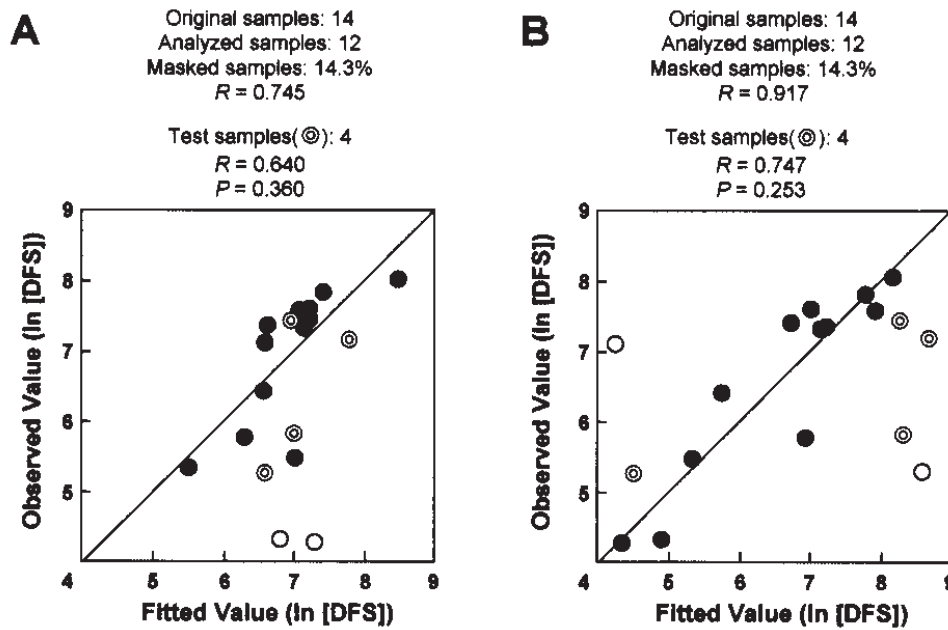 A
Original samples: 14
Analyzed samples: 12
Masked samples: 14.3%
R = 0.745
Test samples(◎): 4
R = 0.640
P = 0.360
Observed Value (ln [DFS])
9
8
7
6
5
4 5 6 7 8 9
Fitted Value (ln [DFS])
B
Original samples: 14
Analyzed samples: 12
Masked samples: 14.3%
R = 0.917
Test samples(◎): 4
R = 0.747
P = 0.253
Observed Value (ln [DFS])
9
8
7
6
5
4 5 6 7 8 9
Fitted Value (ln [DFS])